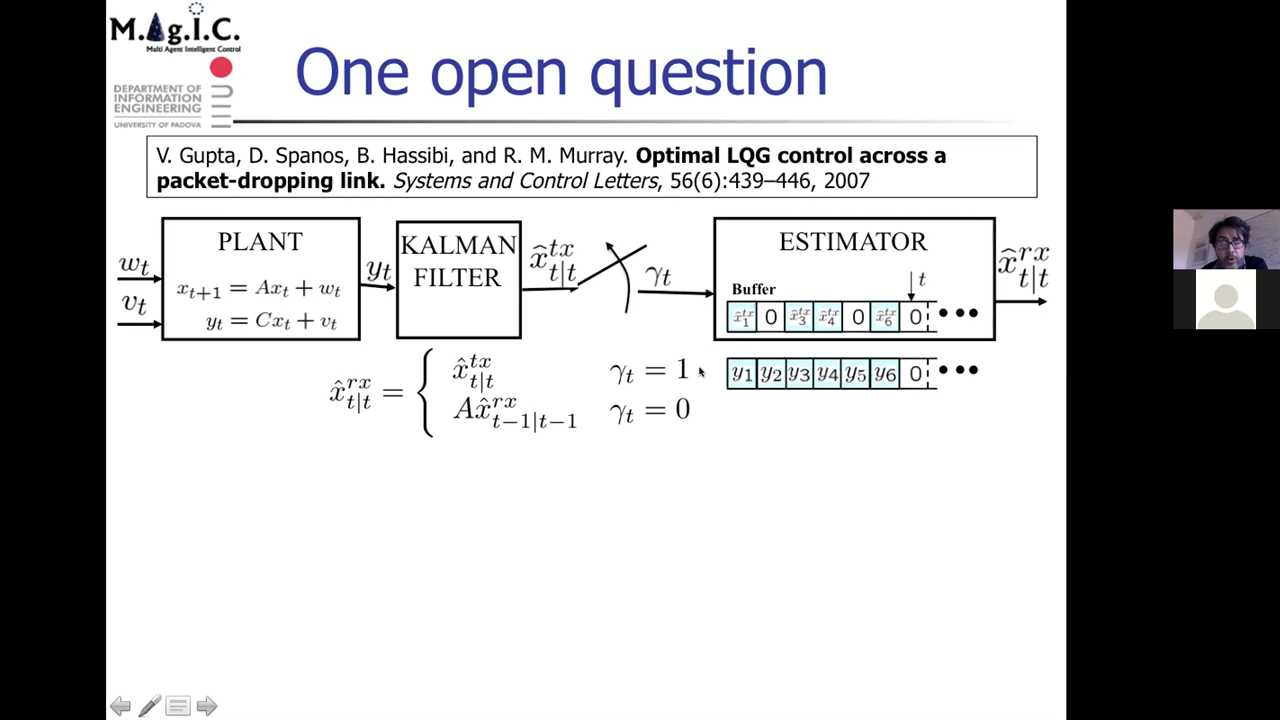 M.AgI.C.
Multi Agent Intelligent Control
DEPARTMENT OF
INFORMATION
ENGINEERING
UNIVERSITY OF PADOVA
One open question
V. Gupta, D. Spanos, B. Hassibi, and R. M. Murray. Optimal LQG control across a
packet-dropping link. Systems and Control Letters, 56(6):439–446, 2007
w_t
v_t
PLANT
x_{t+1} = Ax_t + w_t
y_t = Cx_t + v_t
y_t
KALMAN
FILTER
x̂^{tx}_{t|t}
γ_t
ESTIMATOR
Buffer
t
x̂^{tx}_1 0 x̂^{tx}_3 x̂^{tx}_4 0 x̂^{tx}_6 0 •••
x̂^{rx}_{t|t}
y_1 y_2 y_3 y_4 y_5 y_6 0 •••
x̂^{rx}_{t|t} = { x̂^{tx}_{t|t} γ_t = 1
Ax̂^{rx}_{t−1|t−1} γ_t = 0